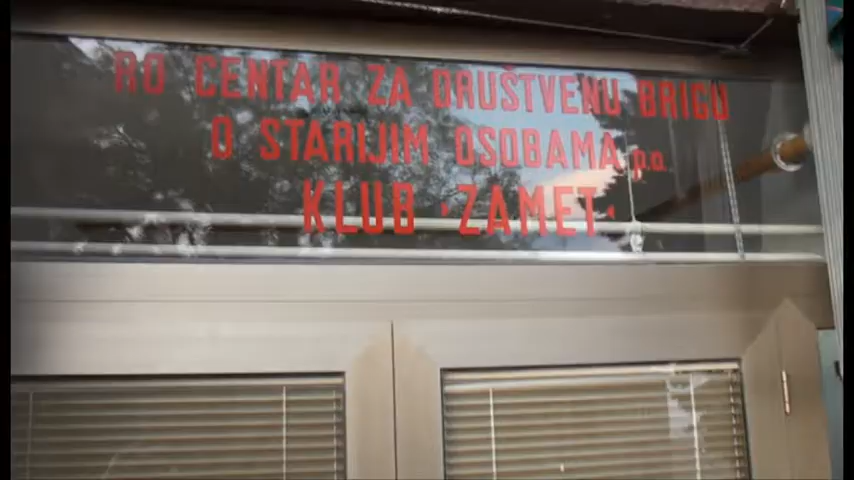 RO CENTAR ZA DRUŠTVENU BRIGU
O STARIJIM OSOBAMA p.o.
KLUB "ZAMET"